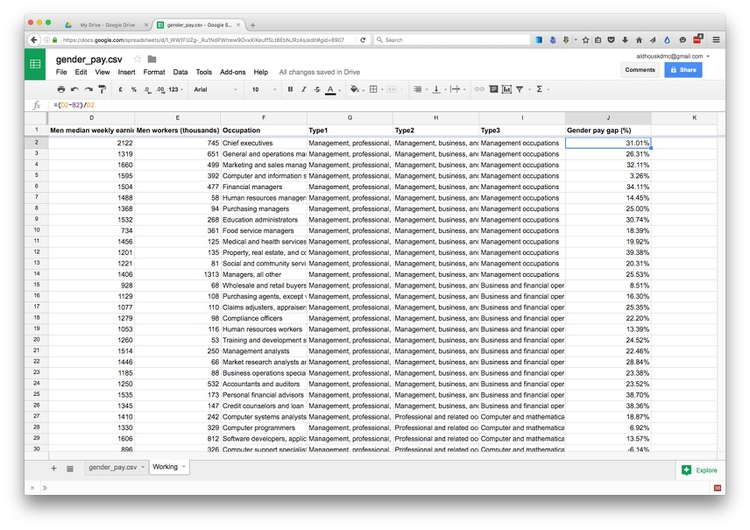 My Drive - Google Drive
gender_pay.csv - Google S...
https://docs.google.com/spreadsheets/d/
Search
gender_pay.csv
aldhouskdmc@gmail.com
File Edit View Insert Format Data Tools Add-ons Help All changes saved in Drive
Comments
Share
£ % .0 .00 123 Arial 10 B I S A
fx =(D2-B2)/D2
D E F G H I J K
1 Men median weekly earnin Men workers (thousands) Occupation Type1 Type2 Type3 Gender pay gap (%)
2 2122 745 Chief executives Management, professional, Management, business, and Management occupations 31.01%
3 1319 651 General and operations ma Management, professional, Management, business, and Management occupations 26.31%
4 1660 499 Marketing and sales manag Management, professional, Management, business, and Management occupations 32.11%
5 1595 392 Computer and information s Management, professional, Management, business, and Management occupations 3.26%
6 1504 477 Financial managers Management, professional, Management, business, and Management occupations 34.11%
7 1488 58 Human resources manager Management, professional, Management, business, and Management occupations 14.45%
8 1368 94 Purchasing managers Management, professional, Management, business, and Management occupations 25.00%
9 1532 268 Education administrators Management, professional, Management, business, and Management occupations 30.74%
10 734 361 Food service managers Management, professional, Management, business, and Management occupations 18.39%
11 1456 125 Medical and health services Management, professional, Management, business, and Management occupations 19.92%
12 1201 135 Property, real estate, and cc Management, professional, Management, business, and Management occupations 39.38%
13 1221 81 Social and community servi Management, professional, Management, business, and Management occupations 20.31%
14 1406 1313 Managers, all other Management, professional, Management, business, and Management occupations 25.53%
15 928 68 Wholesale and retail buyers Management, professional, Management, business, and Business and financial oper 8.51%
16 1129 108 Purchasing agents, except Management, professional, Management, business, and Business and financial oper 16.30%
17 1077 110 Claims adjusters, appraisers Management, professional, Management, business, and Business and financial oper 25.35%
18 1279 98 Compliance officers Management, professional, Management, business, and Business and financial oper 22.20%
19 1053 116 Human resources workers Management, professional, Management, business, and Business and financial oper 13.39%
20 1260 53 Training and development s Management, professional, Management, business, and Business and financial oper 24.52%
21 1514 250 Management analysts Management, professional, Management, business, and Business and financial oper 22.46%
22 1446 66 Market research analysts ar Management, professional, Management, business, and Business and financial oper 28.84%
23 1185 88 Business operations specia Management, professional, Management, business, and Business and financial oper 23.38%
24 1250 532 Accountants and auditors Management, professional, Management, business, and Business and financial oper 23.52%
25 1535 173 Personal financial advisors Management, professional, Management, business, and Business and financial oper 38.70%
26 1345 147 Credit counselors and loan Management, professional, Management, business, and Business and financial oper 38.36%
27 1410 242 Computer systems analysts Management, professional, Professional and related oc Computer and mathematica 18.87%
28 1330 329 Computer programmers Management, professional, Professional and related oc Computer and mathematica 6.92%
29 1606 812 Software developers, applic Management, professional, Professional and related oc Computer and mathematica 13.57%
30 896 326 Computer support specialist Management, professional, Professional and related oc Computer and mathematica -6.14%
gender_pay.csv
Working
Explore